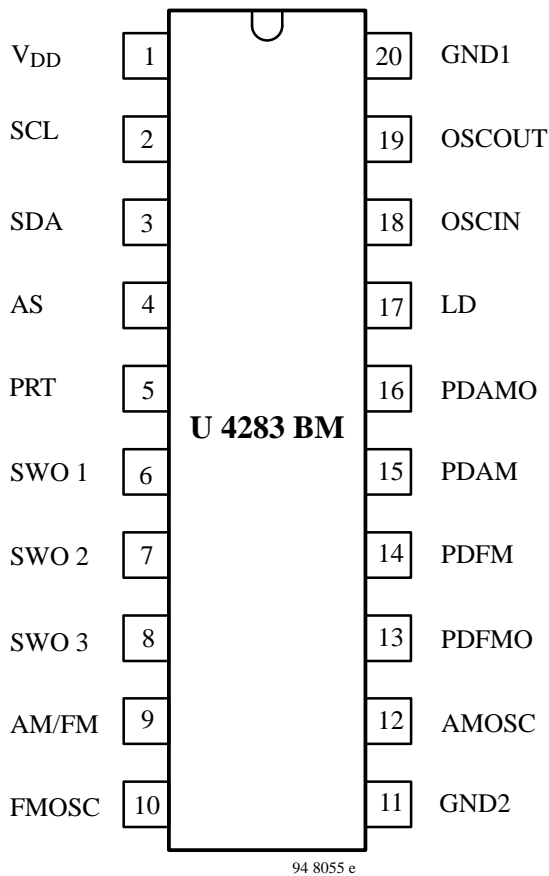 VDD 1 20 GND1
SCL 2 19 OSCOUT
SDA 3 18 OSCIN
AS 4 17 LD
PRT 5 16 PDAMO
U 4283 BM
SWO 1 6 15 PDAM
SWO 2 7 14 PDFM
SWO 3 8 13 PDFMO
AM/FM 9 12 AMOSC
FMOSC 10 11 GND2
94 8055 e